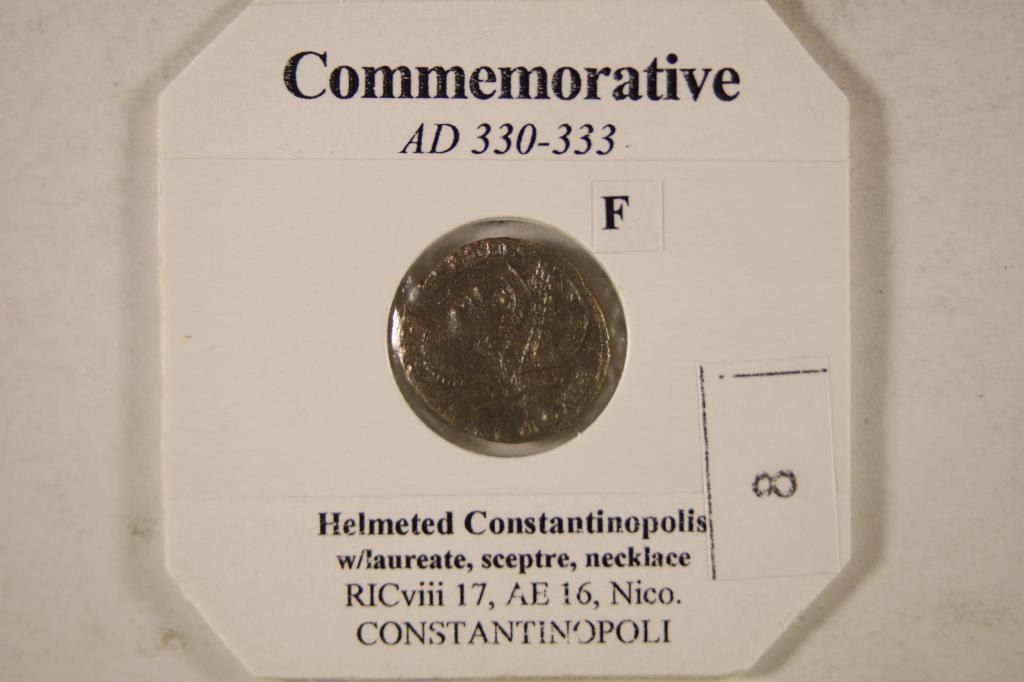 Commemorative
AD 330-333
F
8
Helmeted Constantinopolis
w/laureate, sceptre, necklace
RICviii 17, AE 16, Nico.
CONSTANTINOPOLI